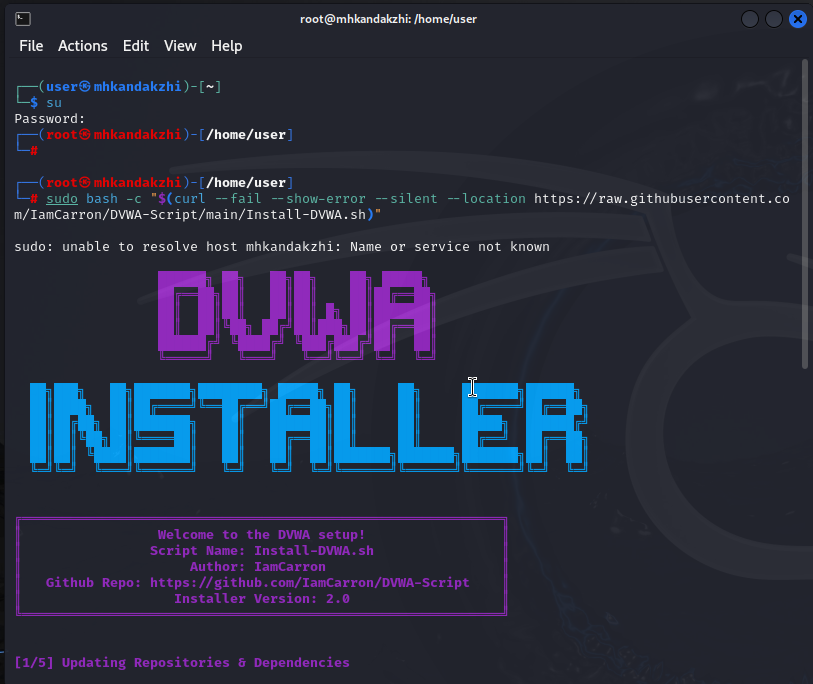 root@mhkandakzhi: /home/user
File Actions Edit View Help
┌──(user㉿mhkandakzhi)-[~]
└─$ su
Password:
┌──(root㉿mhkandakzhi)-[/home/user]
└─#
┌──(root㉿mhkandakzhi)-[/home/user]
└─# sudo bash -c "$(curl --fail --show-error --silent --location https://raw.githubusercontent.co
m/IamCarron/DVWA-Script/main/Install-DVWA.sh)"
sudo: unable to resolve host mhkandakzhi: Name or service not known
DVWA
INSTALLER
Welcome to the DVWA setup!
Script Name: Install-DVWA.sh
Author: IamCarron
Github Repo: https://github.com/IamCarron/DVWA-Script
Installer Version: 2.0
[1/5] Updating Repositories & Dependencies